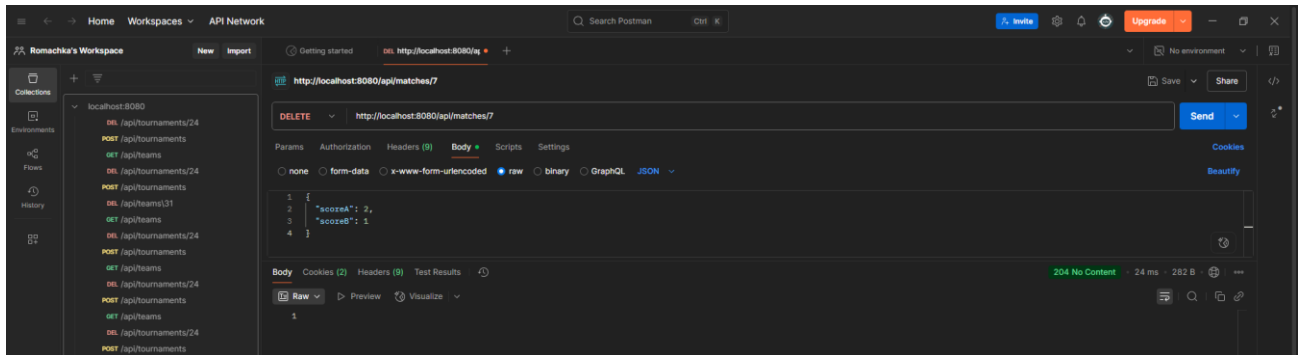 Home Workspaces API Network Search Postman Ctrl K Invite Upgrade
Romachka's Workspace New Import Getting started DEL http://localhost:8080/ap + No environment
Collections
Environments
Flows
History
localhost:8080
DEL /api/tournaments/24
POST /api/tournaments
GET /api/teams
DEL /api/tournaments/24
POST /api/tournaments
DEL /api/teams\31
GET /api/teams
DEL /api/tournaments/24
POST /api/tournaments
GET /api/teams
DEL /api/tournaments/24
POST /api/tournaments
GET /api/teams
DEL /api/tournaments/24
POST /api/tournaments
HTTP http://localhost:8080/api/matches/7 Save Share
DELETE http://localhost:8080/api/matches/7 Send
Params Authorization Headers (9) Body Scripts Settings Cookies
none form-data x-www-form-urlencoded raw binary GraphQL JSON Beautify
1 {
2 "scoreA": 2,
3 "scoreB": 1
4 }
Body Cookies (2) Headers (9) Test Results 204 No Content 24 ms 282 B
Raw Preview Visualize
1